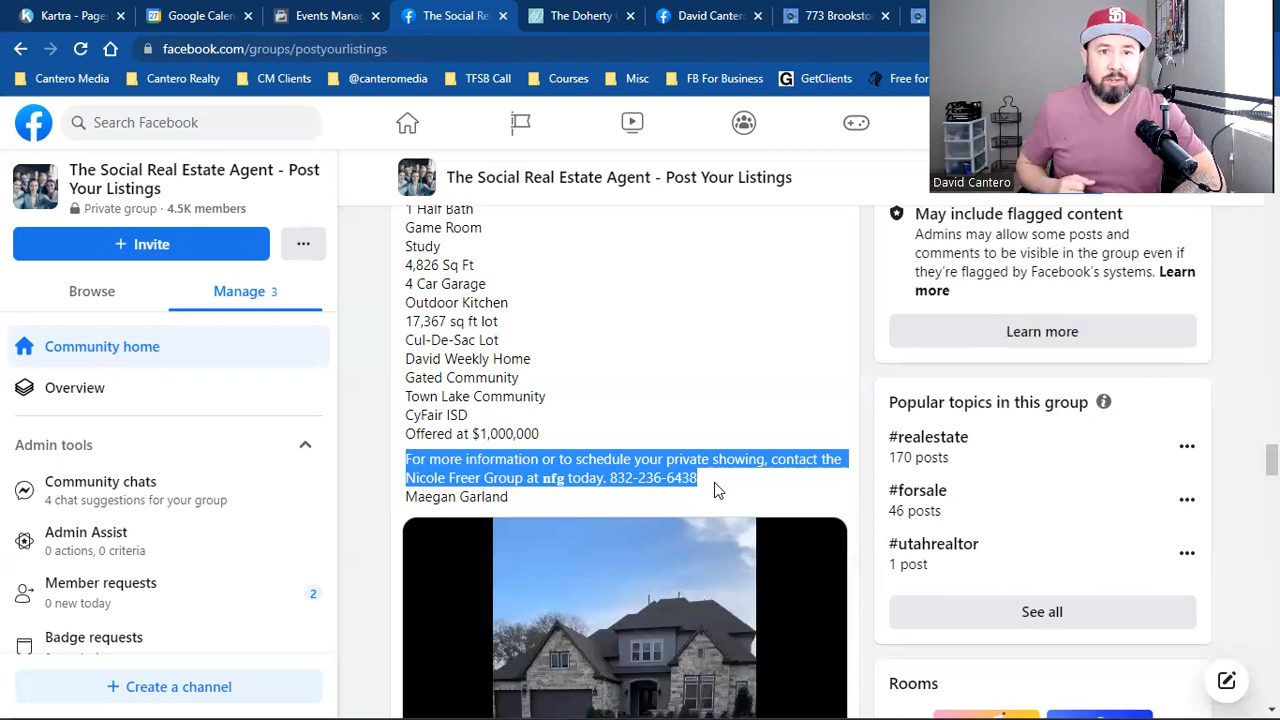 Kartra - Page
Google Calen
Events Mana
The Social Re
The Doherty
David Canter
773 Brooksto
facebook.com/groups/postyourlistings
Cantero Media
Cantero Realty
CM Clients
@canteromedia
TFSB Call
Courses
Misc
FB For Business
GetClients
Free for
David Cantero
Search Facebook
The Social Real Estate Agent - Post
Your Listings
Private group · 4.5K members
+ Invite
Browse
Manage 3
Community home
Overview
Admin tools
Community chats
4 chat suggestions for your group
Admin Assist
0 actions, 0 criteria
Member requests
0 new today
2
Badge requests
+ Create a channel
The Social Real Estate Agent - Post Your Listings
1 Half Bath
Game Room
Study
4,826 Sq Ft
4 Car Garage
Outdoor Kitchen
17,367 sq ft lot
Cul-De-Sac Lot
David Weekly Home
Gated Community
Town Lake Community
CyFair ISD
Offered at $1,000,000
For more information or to schedule your private showing, contact the
Nicole Freer Group at nfg today. 832-236-6438
Maegan Garland
May include flagged content
Admins may allow some posts and
comments to be visible in the group even if
they're flagged by Facebook's systems. Learn
more
Learn more
Popular topics in this group
#realestate
170 posts
#forsale
46 posts
#utahrealtor
1 post
See all
Rooms